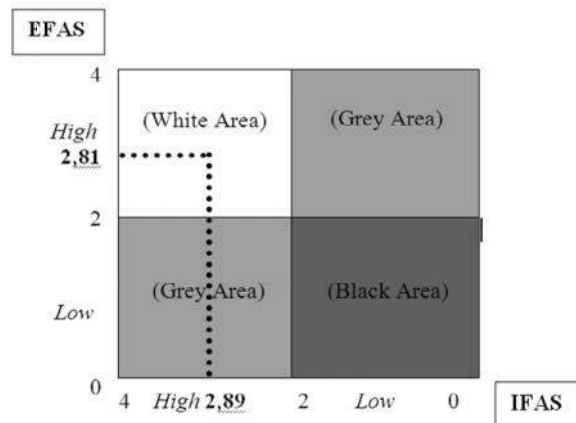 EFAS
4
(White Area) (Grey Area)
High
2,81
2
(Grey Area) (Black Area)
Low
0
4 High 2,89 2 Low 0
IFAS